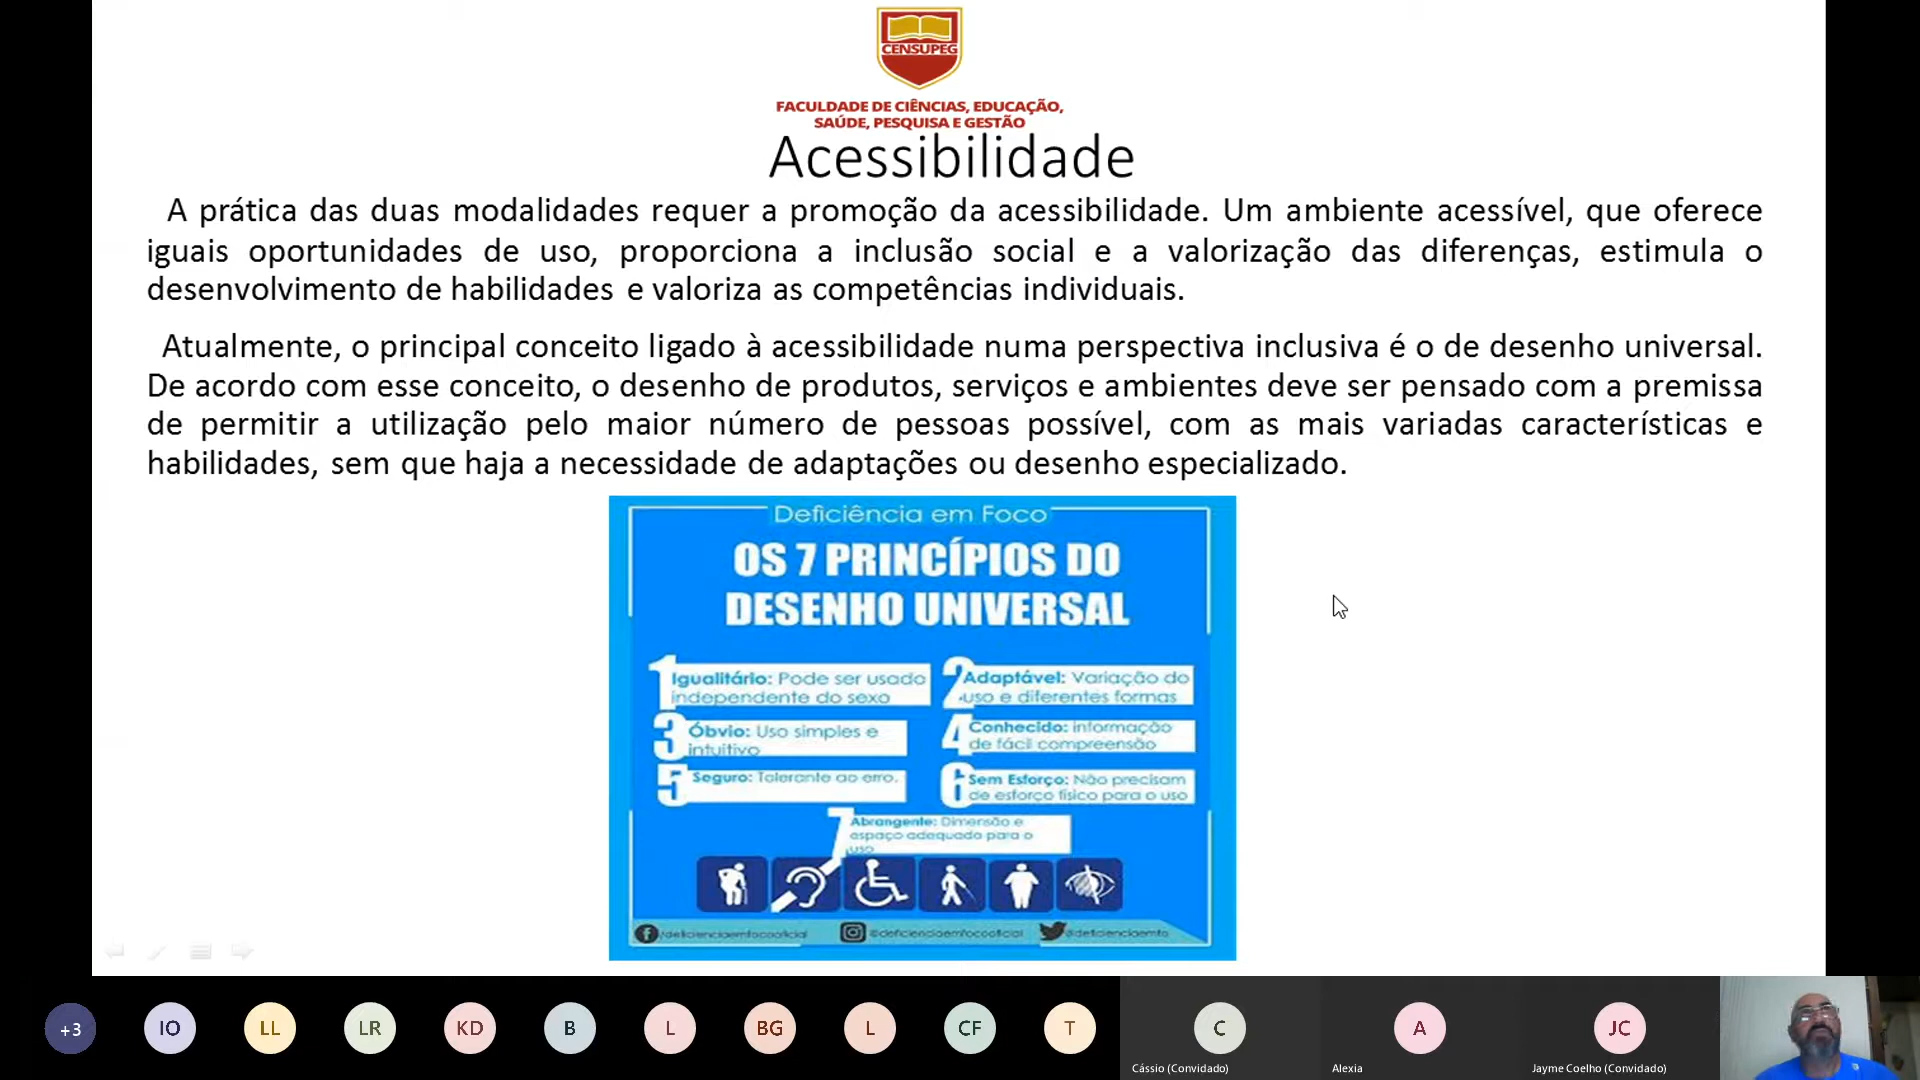 CENSUPEG
FACULDADE DE CIÊNCIAS, EDUCAÇÃO,
SAÚDE, PESQUISA E GESTÃO
Acessibilidade
A prática das duas modalidades requer a promoção da acessibilidade. Um ambiente acessível, que oferece
iguais oportunidades de uso, proporciona a inclusão social e a valorização das diferenças, estimula o
desenvolvimento de habilidades e valoriza as competências individuais.
Atualmente, o principal conceito ligado à acessibilidade numa perspectiva inclusiva é o de desenho universal.
De acordo com esse conceito, o desenho de produtos, serviços e ambientes deve ser pensado com a premissa
de permitir a utilização pelo maior número de pessoas possível, com as mais variadas características e
habilidades, sem que haja a necessidade de adaptações ou desenho especializado.
Deficiência em Foco
OS 7 PRINCÍPIOS DO
DESENHO UNIVERSAL
1 Igualitário: Pode ser usado
independente do sexo
2 Adaptável: Variação do
uso e diferentes formas
3 Óbvio: Uso simples e
intuitivo
4 Conhecido: informação
de fácil compreensão
5 Seguro: Tolerante ao erro.
6 Sem Esforço: Não precisam
de esforço físico para o uso
7 Abrangente: Dimensão e
espaço adequado para o
uso
/deficienciaemfocooficial
@deficienciaemfocooficial
@deficienciaemfo
+3
IO
LL
LR
KD
B
L
BG
L
CF
T
C
A
JC
Cássio (Convidado)
Alexia
Jayme Coelho (Convidado)